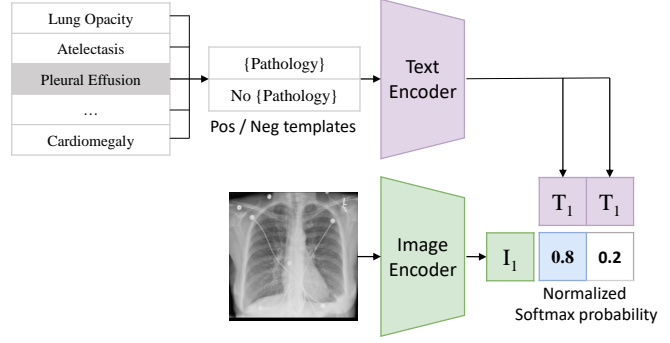 Lung Opacity
Atelectasis
Pleural Effusion
...
Cardiomegaly
{Pathology}
No {Pathology}
Pos / Neg templates
Text
Encoder
Image
Encoder
T1 T1
I1 0.8 0.2
Normalized
Softmax probability